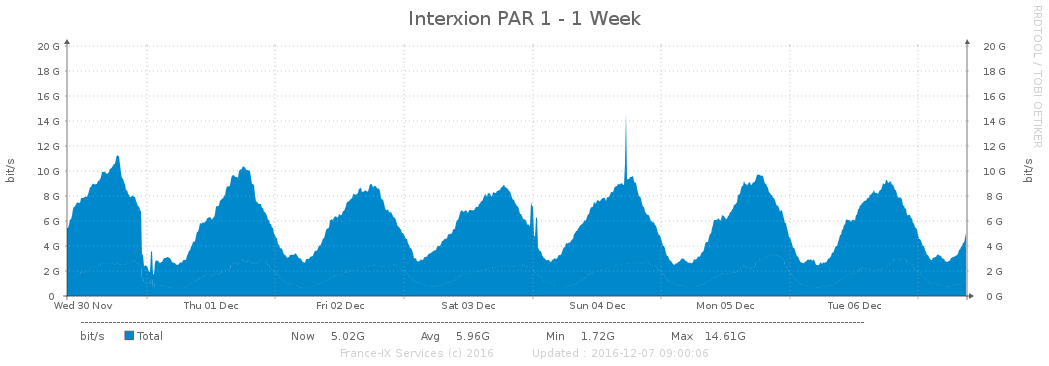 Interxion PAR 1 - 1 Week
RRDTOOL / TOBI OETIKER
bit/s
20 G 20 G
18 G 18 G
16 G 16 G
14 G 14 G
12 G 12 G
10 G 10 G
8 G 8 G
6 G 6 G
4 G 4 G
2 G 2 G
0 0 G
bit/s
Wed 30 Nov Thu 01 Dec Fri 02 Dec Sat 03 Dec Sun 04 Dec Mon 05 Dec Tue 06 Dec
bit/s Total Now 5.02G Avg 5.96G Min 1.72G Max 14.61G
France-IX Services (c) 2016 Updated : 2016-12-07 09:00:06